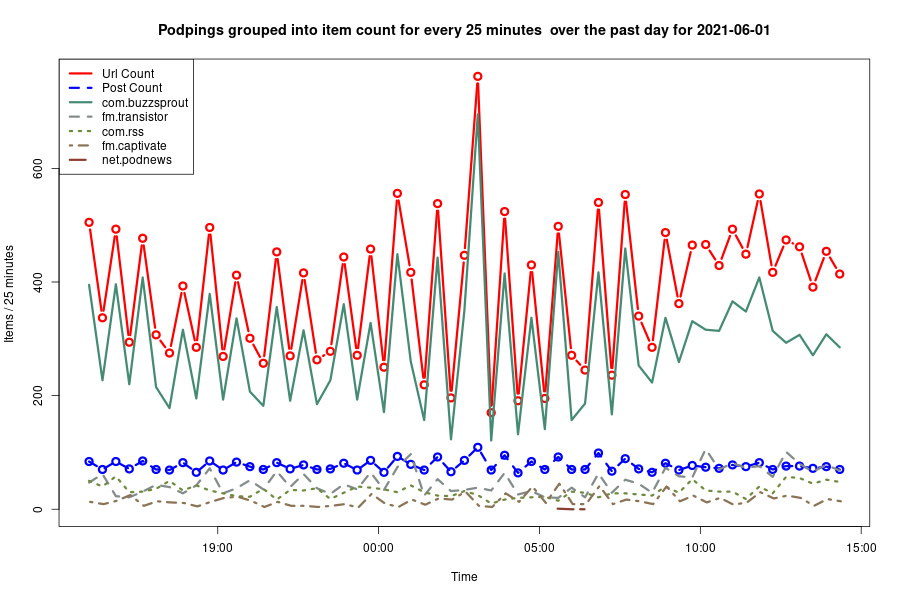 Podpings grouped into item count for every 25 minutes  over the past day for 2021-06-01
Url Count
Post Count
com.buzzsprout
fm.transistor
com.rss
fm.captivate
net.podnews
Items / 25 minutes
600
400
200
0
19:00 00:00 05:00 10:00 15:00
Time